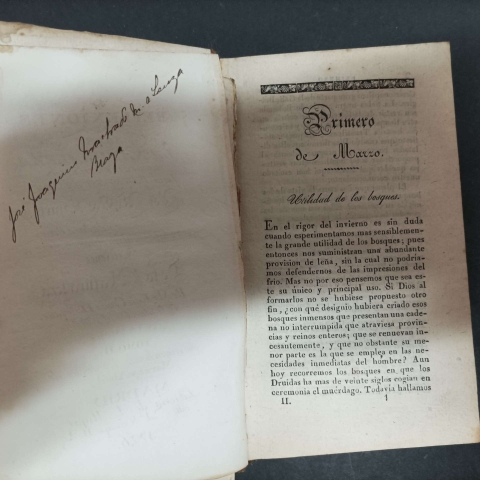 José Joaquim Machado
Braga
Primero
de Marzo.
Utilidad de los bosques.
En el rigor del invierno es sin duda
cuando esperimentamos mas sensiblemen-
te la grande utilidad de los bosques; pues
entonces nos suministran una abundante
provision de leña, sin la cual no podria-
mos defendernos de las impresiones del
frio. Mas no por eso pensemos que sea es-
te su único y principal uso. Si Dios al
formarlos no se hubiese propuesto otro
fin, ¿con qué designio hubiera criado esos
bosques inmensos que presentan una cade-
na no interrumpida que atraviesa provin-
cias y reinos enteros; que se renuevan in-
cesantemente, y que no obstante su me-
nor parte es la que se emplea en las ne-
cesidades inmediatas del hombre? Aun
hoy recorremos los bosques en que los
Druidas ha mas de veinte siglos cogian en
ceremonia el muérdago. Todavía hallamos
II. 1